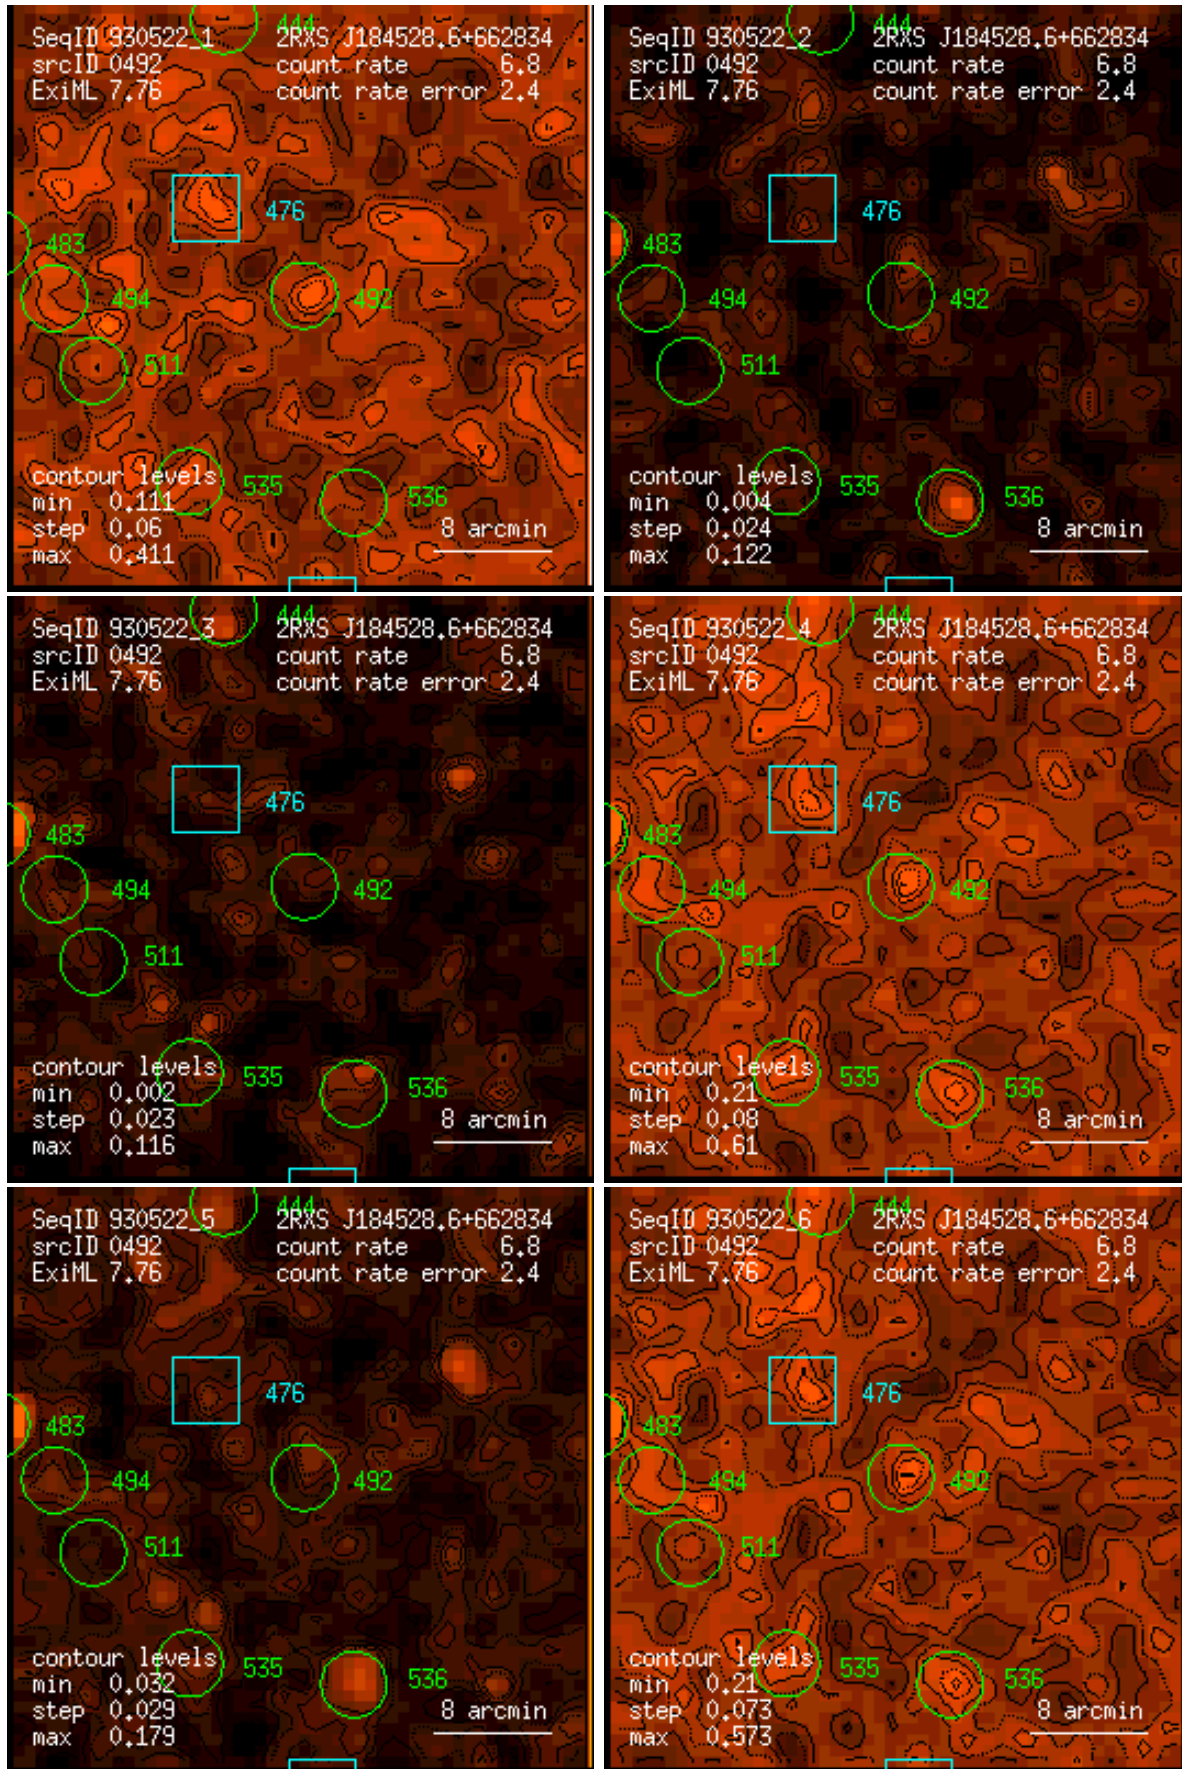 444
SeqID 930522_1 2RXS J184528.6+662834
srcID 0492 count rate 6.8
ExiML 7.76 count rate error 2.4
476
483
494 492
511
contour levels
535 536
min 0.111
step 0.06 8 arcmin
max 0.411
444
SeqID 930522_2 2RXS J184528.6+662834
srcID 0492 count rate 6.8
ExiML 7.76 count rate error 2.4
476
483
494 492
511
contour levels
535 536
min 0.004
step 0.024 8 arcmin
max 0.122
444
SeqID 930522_3 2RXS J184528.6+662834
srcID 0492 count rate 6.8
ExiML 7.76 count rate error 2.4
476
483
494 492
511
contour levels
535 536
min 0.002
step 0.023 8 arcmin
max 0.116
444
SeqID 930522_4 2RXS J184528.6+662834
srcID 0492 count rate 6.8
ExiML 7.76 count rate error 2.4
476
483
494 492
511
contour levels
535 536
min 0.21
step 0.08 8 arcmin
max 0.61
444
SeqID 930522_5 2RXS J184528.6+662834
srcID 0492 count rate 6.8
ExiML 7.76 count rate error 2.4
476
483
494 492
511
contour levels
535 536
min 0.032
step 0.029 8 arcmin
max 0.179
444
SeqID 930522_6 2RXS J184528.6+662834
srcID 0492 count rate 6.8
ExiML 7.76 count rate error 2.4
476
483
494 492
511
contour levels
535 536
min 0.21
step 0.073 8 arcmin
max 0.573